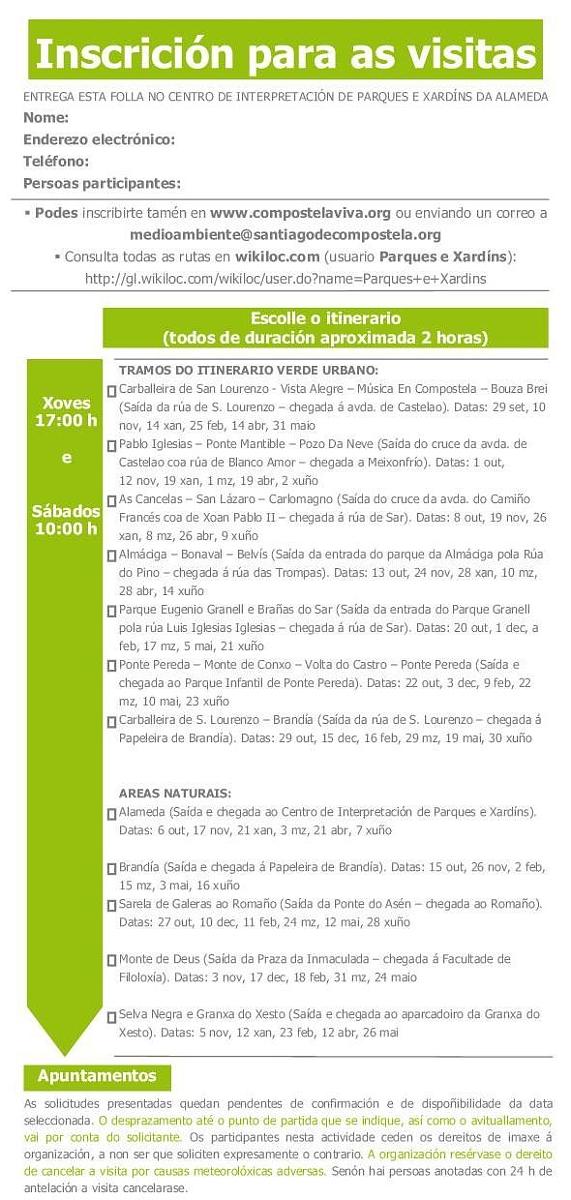 Inscrición para as visitas
ENTREGA ESTA FOLLA NO CENTRO DE INTERPRETACIÓN DE PARQUES E XARDÍNS DA ALAMEDA
Nome:
Enderezo electrónico:
Teléfono:
Persoas participantes:
▪ Podes inscribirte tamén en www.compostelaviva.org ou enviando un correo a
medioambiente@santiagodecompostela.org
▪ Consulta todas as rutas en wikiloc.com (usuario Parques e Xardíns):
http://gl.wikiloc.com/wikiloc/user.do?name=Parques+e+Xardins
Escolle o itinerario
(todos de duración aproximada 2 horas)
Xoves
17:00 h
e
Sábados
10:00 h
TRAMOS DO ITINERARIO VERDE URBANO:
Carballeira de San Lourenzo - Vista Alegre – Música En Compostela – Bouza Brei
(Saída da rúa de S. Lourenzo – chegada á avda. de Castelao). Datas: 29 set, 10
nov, 14 xan, 25 feb, 14 abr, 31 maio
Pablo Iglesias – Ponte Mantible – Pozo Da Neve (Saída do cruce da avda. de
Castelao coa rúa de Blanco Amor – chegada a Meixonfrío). Datas: 1 out,
12 nov, 19 xan, 1 mz, 19 abr, 2 xuño
As Cancelas – San Lázaro – Carlomagno (Saída do cruce da avda. do Camiño
Francés coa de Xoan Pablo II – chegada á rúa de Sar). Datas: 8 out, 19 nov, 26
xan, 8 mz, 26 abr, 9 xuño
Almáciga – Bonaval – Belvís (Saída da entrada do parque da Almáciga pola Rúa
do Pino – chegada á rúa das Trompas). Datas: 13 out, 24 nov, 28 xan, 10 mz,
28 abr, 14 xuño
Parque Eugenio Granell e Brañas do Sar (Saída da entrada do Parque Granell
pola rúa Luis Iglesias Iglesias – chegada á rúa de Sar). Datas: 20 out, 1 dec, a
feb, 17 mz, 5 mai, 21 xuño
Ponte Pereda – Monte de Conxo – Volta do Castro – Ponte Pereda (Saída e
chegada ao Parque Infantil de Ponte Pereda). Datas: 22 out, 3 dec, 9 feb, 22
mz, 10 mai, 23 xuño
Carballeira de S. Lourenzo – Brandía (Saída da rúa de S. Lourenzo – chegada á
Papeleira de Brandía). Datas: 29 out, 15 dec, 16 feb, 29 mz, 19 mai, 30 xuño
AREAS NATURAIS:
Alameda (Saída e chegada ao Centro de Interpretación de Parques e Xardíns).
Datas: 6 out, 17 nov, 21 xan, 3 mz, 21 abr, 7 xuño
Brandía (Saída e chegada á Papeleira de Brandía). Datas: 15 out, 26 nov, 2 feb,
15 mz, 3 mai, 16 xuño
Sarela de Galeras ao Romaño (Saída da Ponte do Asén – chegada ao Romaño).
Datas: 27 out, 10 dec, 11 feb, 24 mz, 12 mai, 28 xuño
Monte de Deus (Saída da Praza da Inmaculada – chegada á Facultade de
Filoloxía). Datas: 3 nov, 17 dec, 18 feb, 31 mz, 24 maio
Selva Negra e Granxa do Xesto (Saída e chegada ao aparcadoiro da Granxa do
Xesto). Datas: 5 nov, 12 xan, 23 feb, 12 abr, 26 mai
Apuntamentos
As solicitudes presentadas quedan pendentes de confirmación e de dispoñibilidade da data
seleccionada. O desprazamento até o punto de partida que se indique, así como o avituallamento,
vai por conta do solicitante. Os participantes nesta actividade ceden os dereitos de imaxe á
organización, a non ser que soliciten expresamente o contrario. A organización resérvase o dereito
de cancelar a visita por causas meteorolóxicas adversas. Senón hai persoas anotadas con 24 h de
antelación a visita cancelarase.